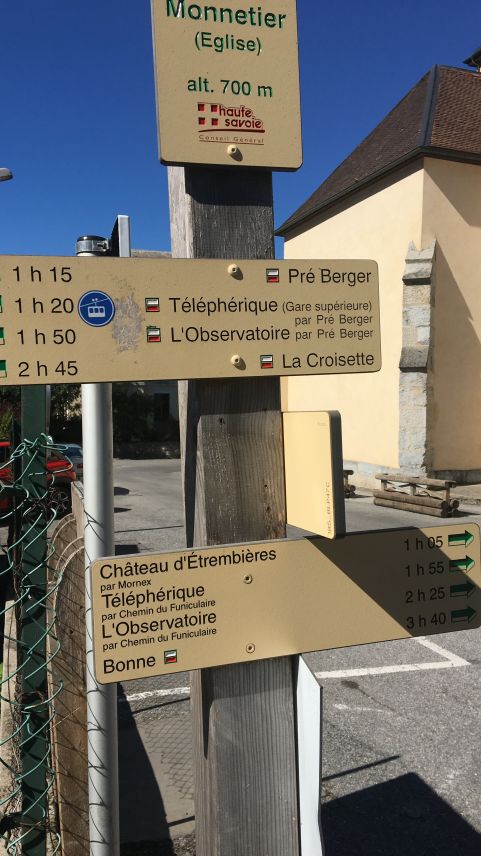 Monnetier
(Eglise)
alt. 700 m
haute
savoie
Conseil Général
1 h 15 Pré Berger
1 h 20 Téléphérique (Gare supérieure)
par Pré Berger
1 h 50 L'Observatoire par Pré Berger
2 h 45 La Croisette
Château d'Étrembières 1 h 05
par Mornex
Téléphérique 1 h 55
par Chemin du Funiculaire
L'Observatoire 2 h 25
par Chemin du Funiculaire
Bonne 3 h 40